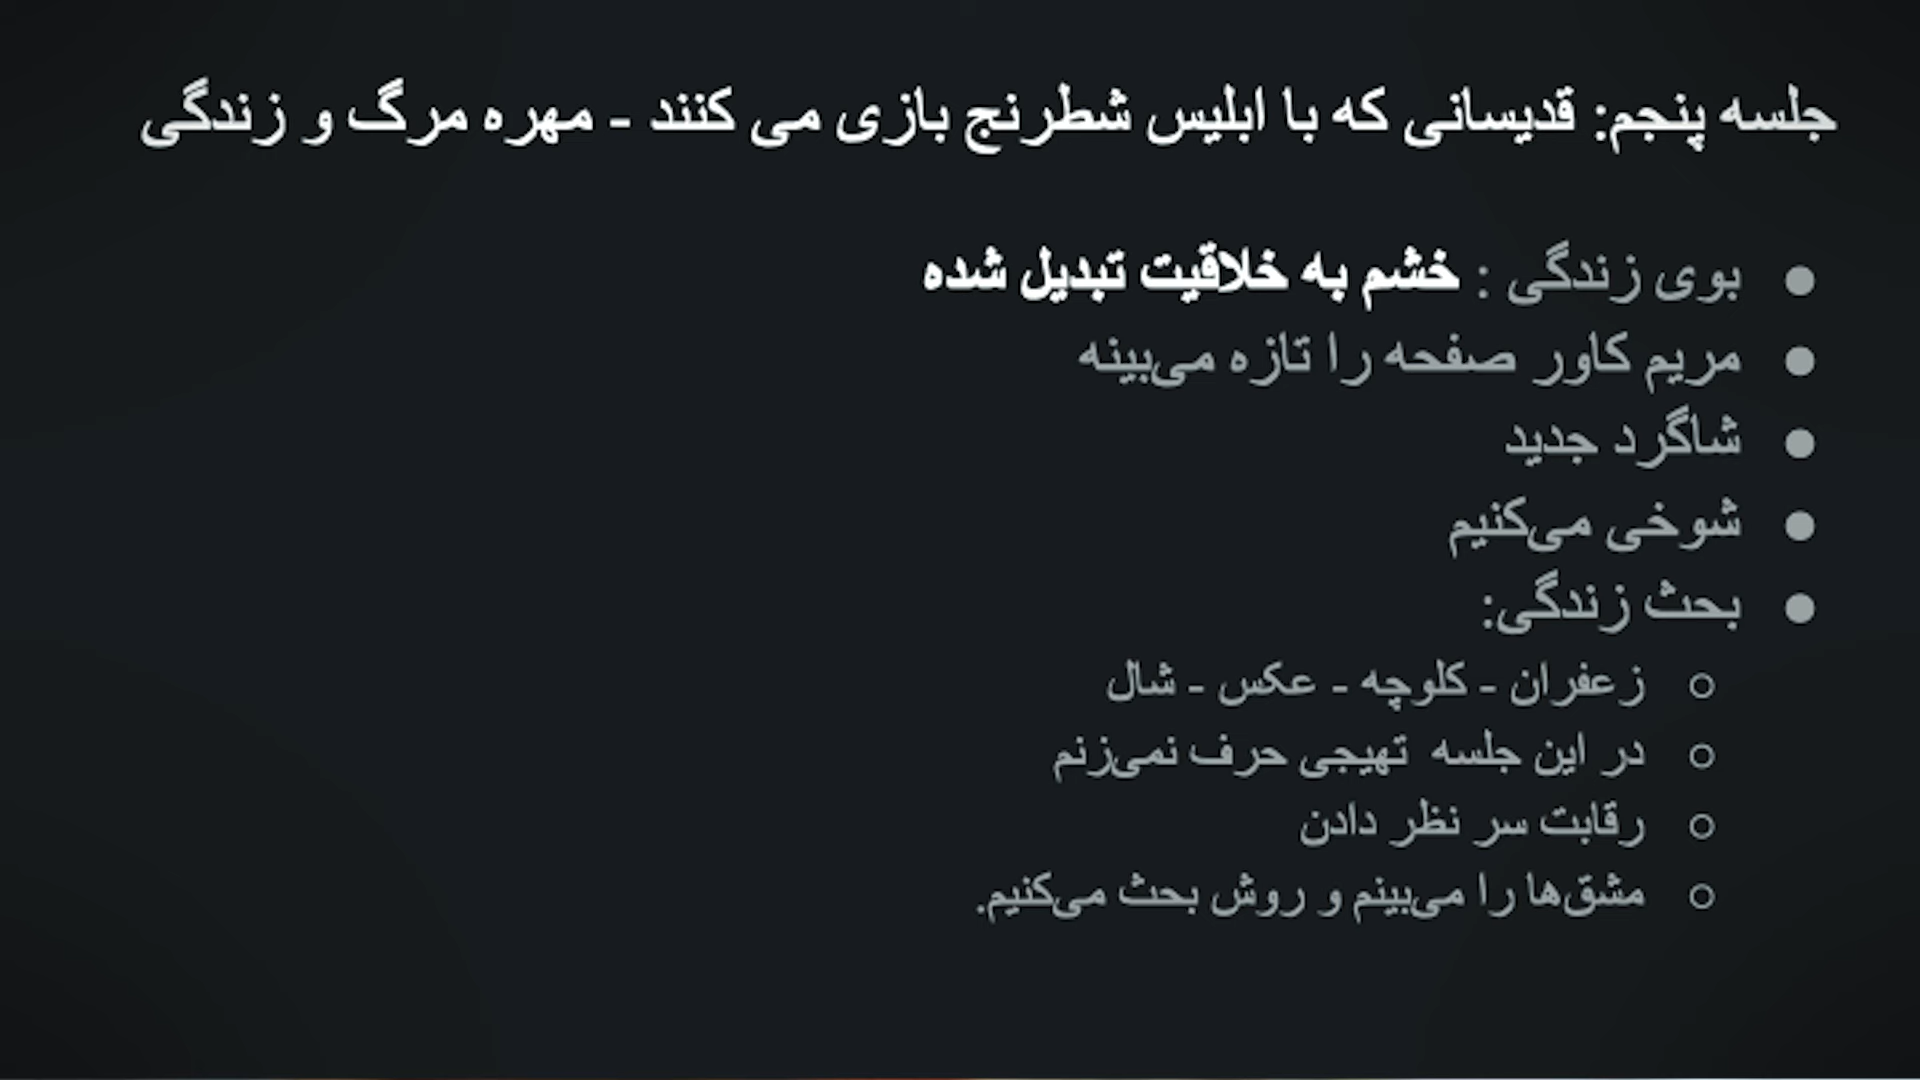 جلسه پنجم: قدیسانی که با ابلیس شطرنج بازی می کنند - مهره مرگ و زندگی
● بوی زندگی : خشم به خلاقیت تبدیل شده
● مریم کاور صفحه را تازه می‌بینه
● شاگرد جدید
● شوخی می‌کنیم
● بحث زندگی:
○ زعفران - کلوچه - عکس - شال
○ در این جلسه تهیجی حرف نمی‌زنم
○ رقابت سر نظر دادن
○ مشق‌ها را می‌بینم و روش بحث می‌کنیم.